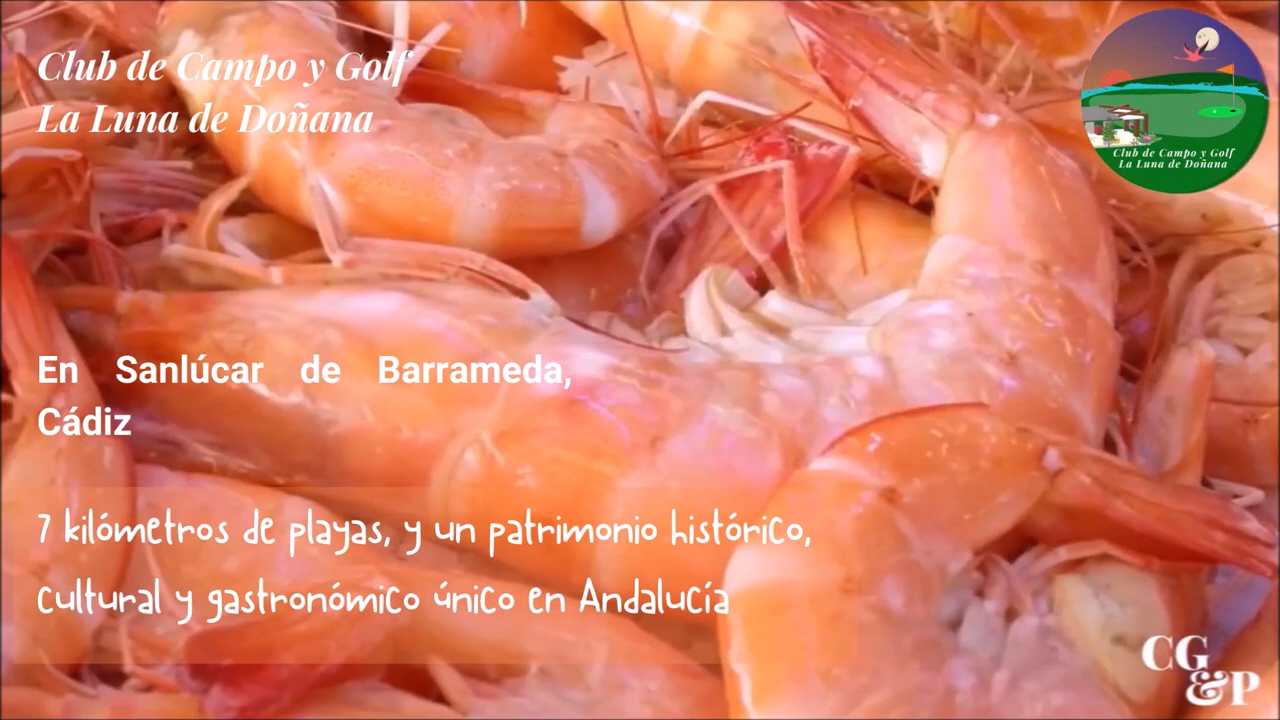 Club de Campo y Golf
La Luna de Doñana
Club de Campo y Golf
La Luna de Doñana
En Sanlúcar de Barrameda,
Cádiz
7 kilómetros de playas, y un patrimonio histórico,
cultural y gastronómico único en Andalucía
CG
&P